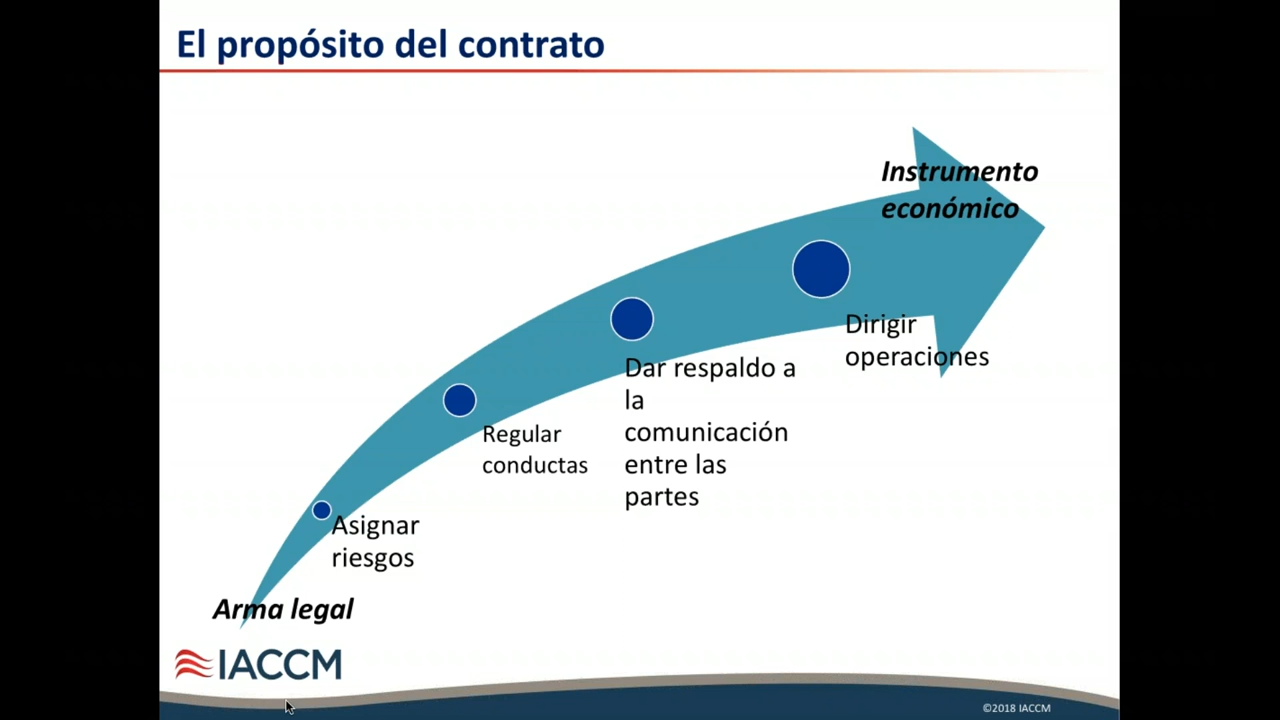 El propósito del contrato
Instrumento
económico
Dirigir
operaciones
Dar respaldo a
la
comunicación
entre las
partes
Regular
conductas
Asignar
riesgos
Arma legal
IACCM
©2018 IACCM